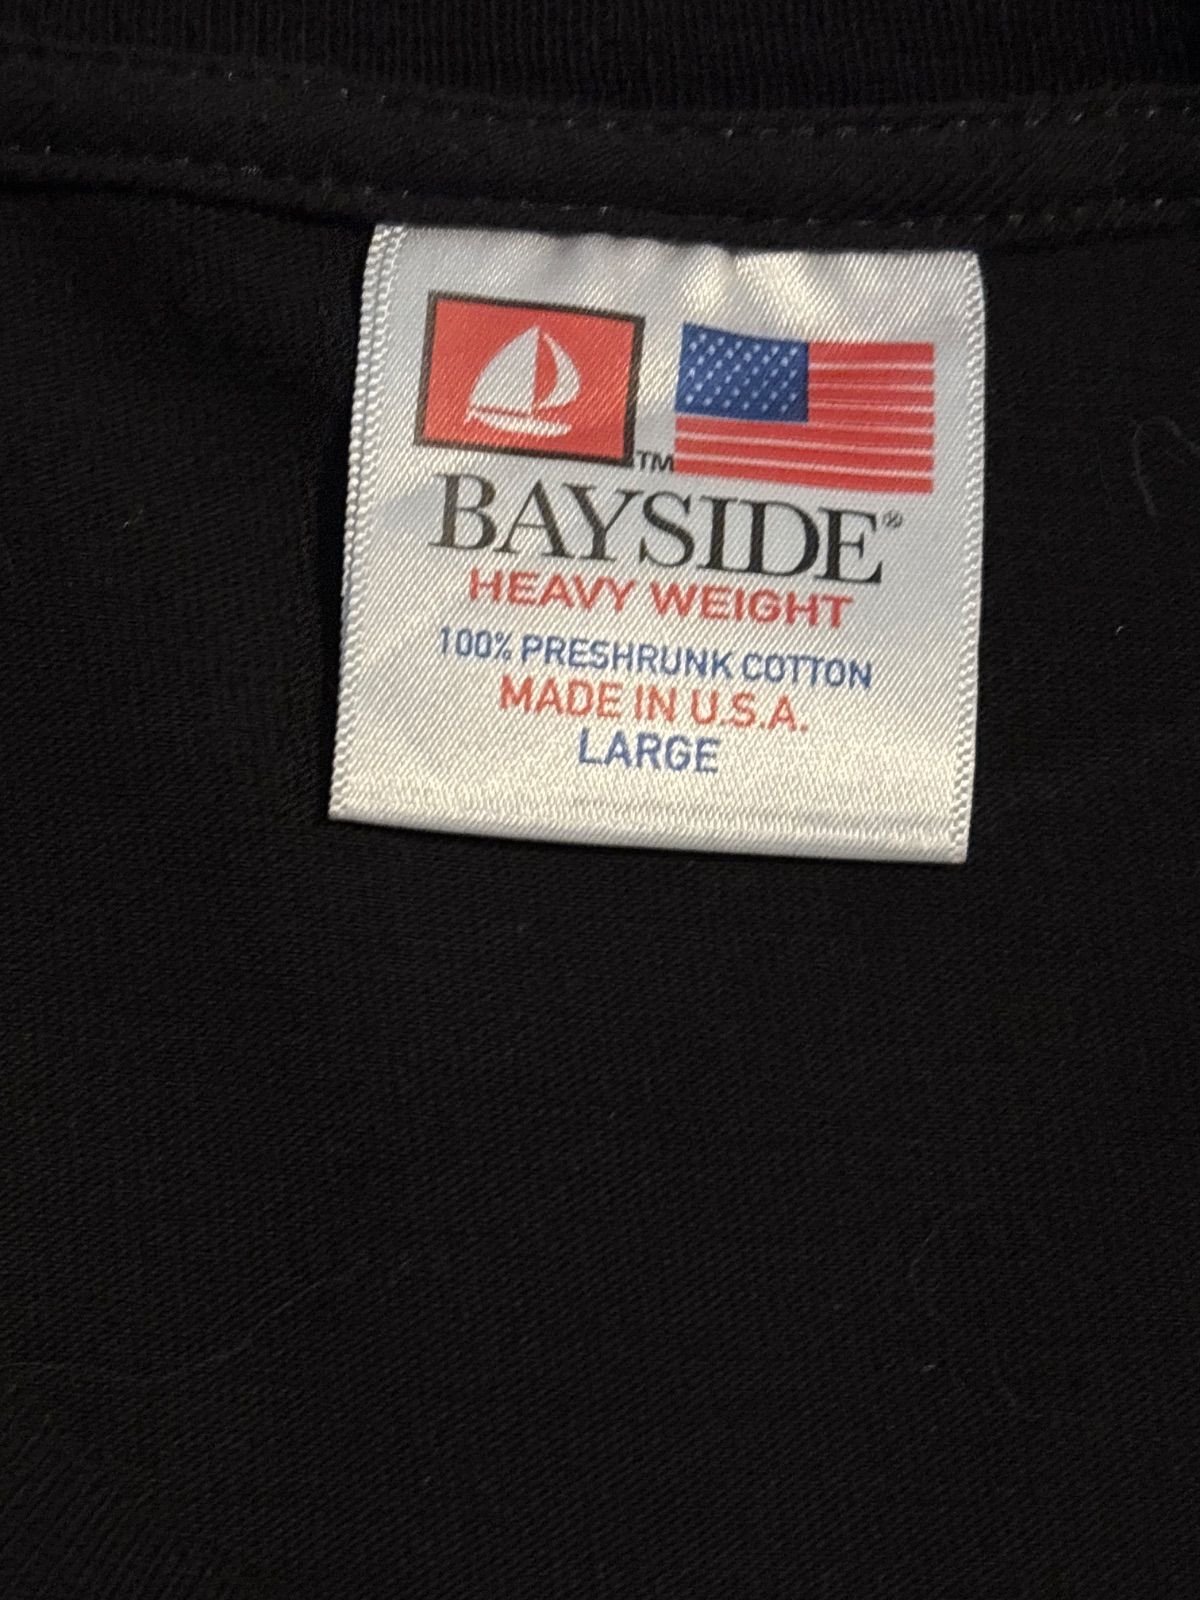 ™
BAYSIDE®
HEAVY WEIGHT
100% PRESHRUNK COTTON
MADE IN U.S.A.
LARGE